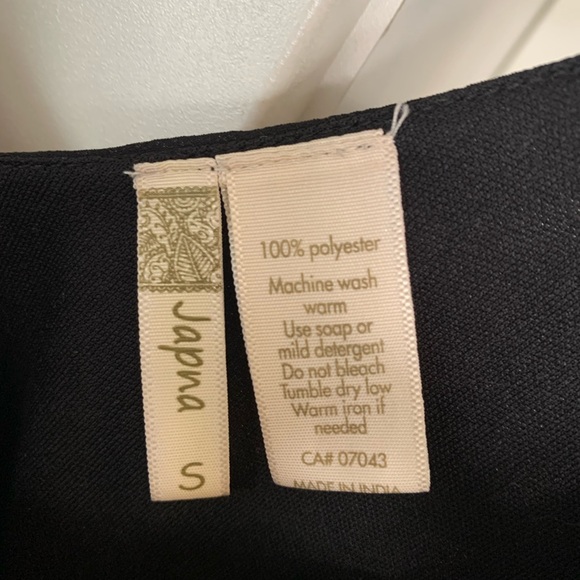 Japna
S
100% polyester
Machine wash
warm
Use soap or
mild detergent
Do not bleach
Tumble dry low
Warm iron if
needed
CA# 07043
MADE IN INDIA